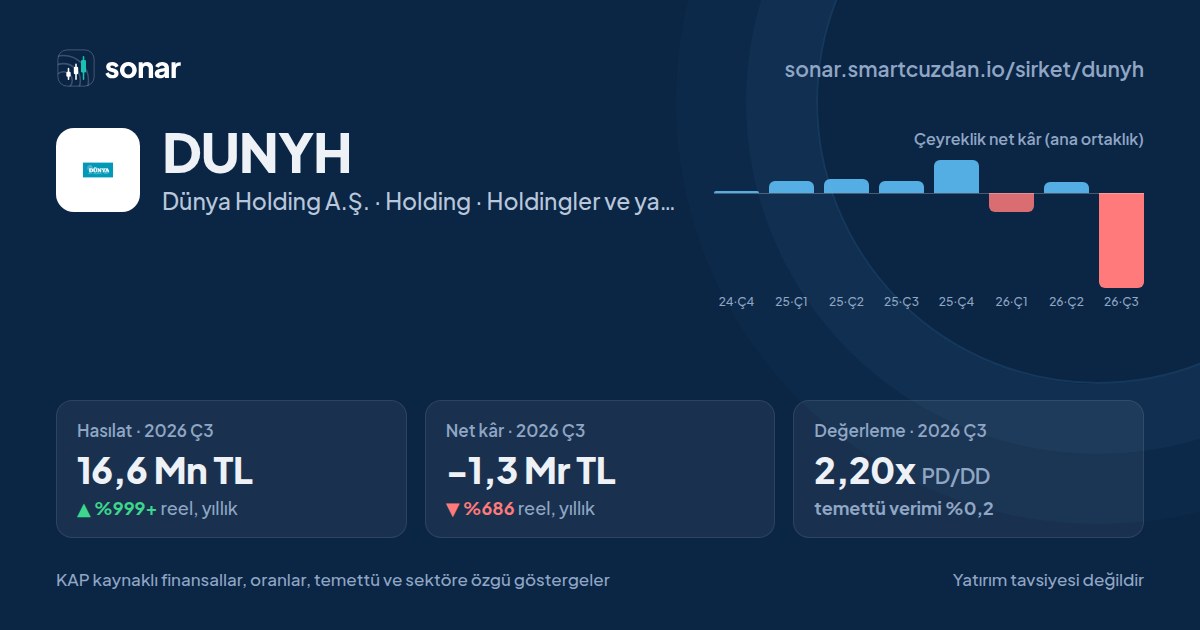 sonar
sonar.smartcuzdan.io/sirket/dunyh
DÜNYA
DUNYH
Dünya Holding A.Ş. · Holding · Holdingler ve ya...
Çeyreklik net kâr (ana ortaklık)
24·Ç4 25·Ç1 25·Ç2 25·Ç3 25·Ç4 26·Ç1 26·Ç2 26·Ç3
Hasılat · 2026 Ç3
16,6 Mn TL
▲ %999+ reel, yıllık
Net kâr · 2026 Ç3
−1,3 Mr TL
▼ %686 reel, yıllık
Değerleme · 2026 Ç3
2,20x PD/DD
temettü verimi %0,2
KAP kaynaklı finansallar, oranlar, temettü ve sektöre özgü göstergeler
Yatırım tavsiyesi değildir